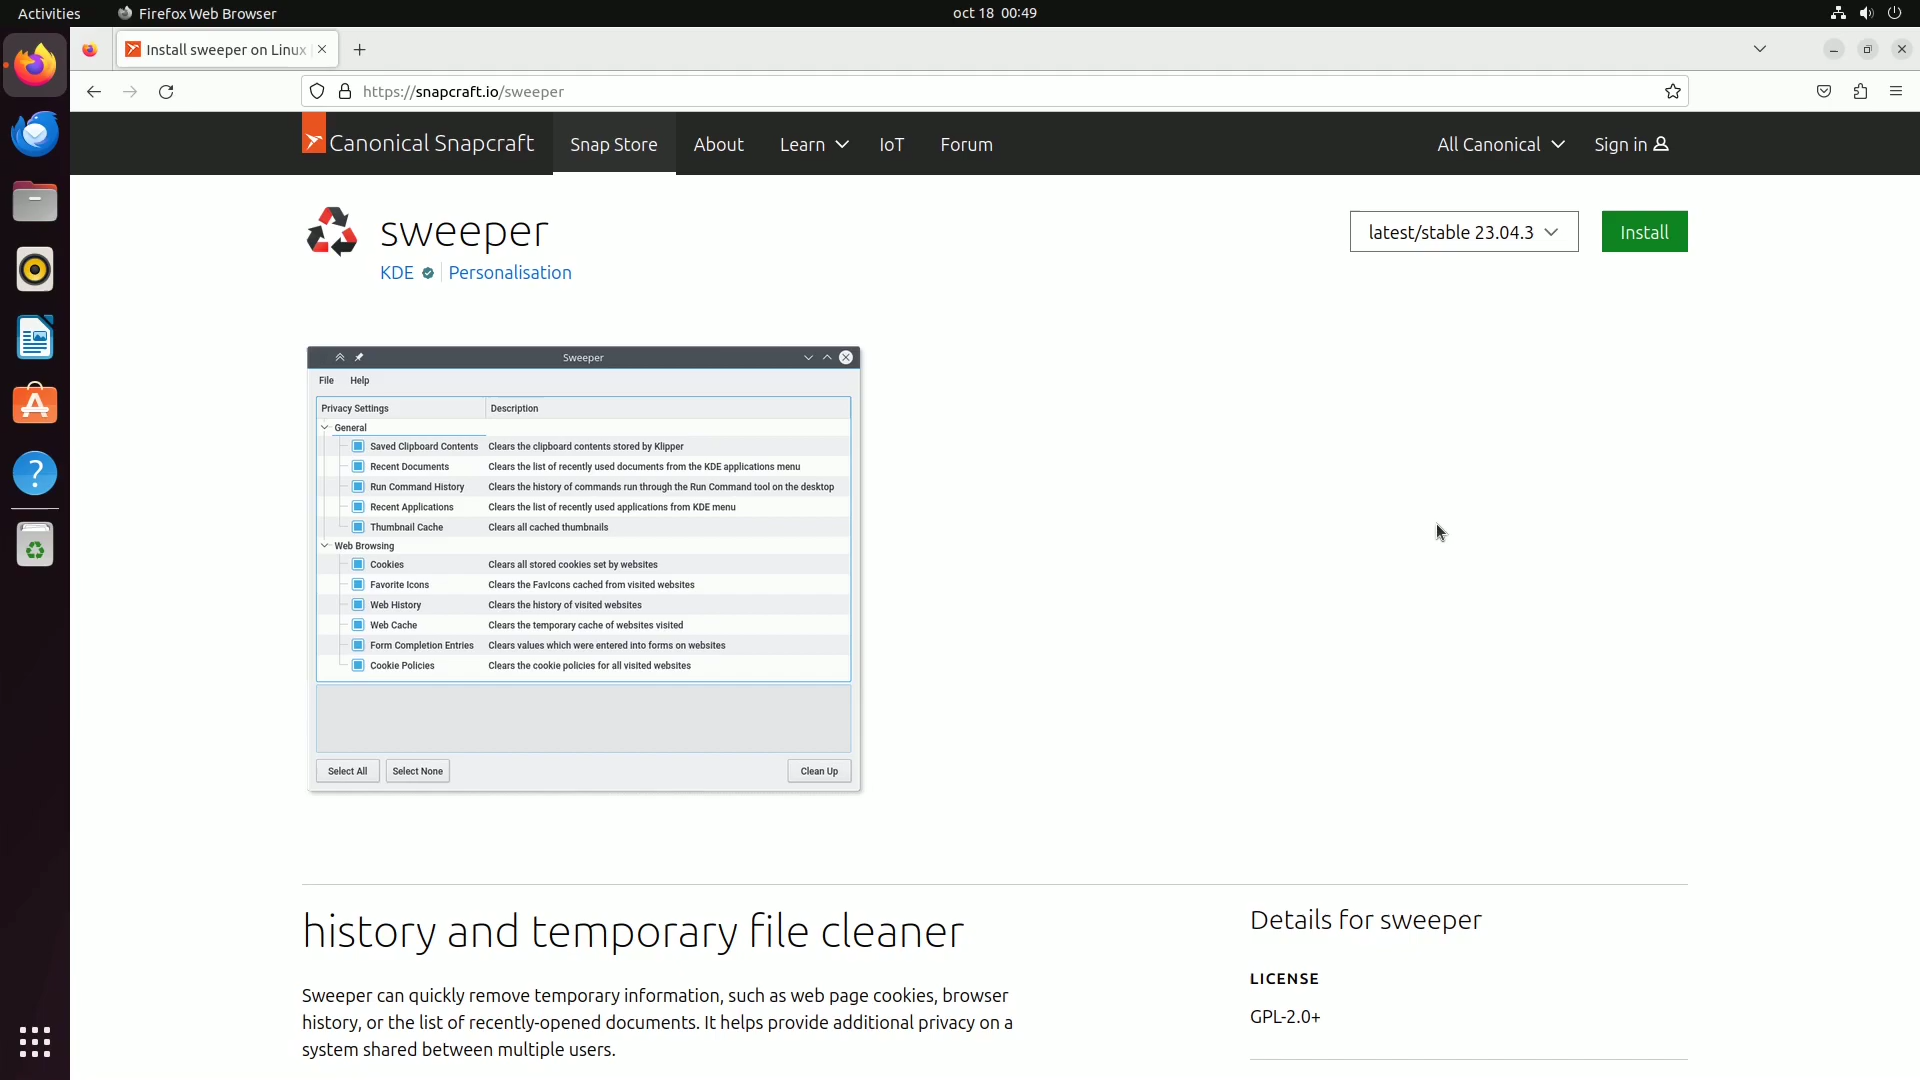 Activities
Firefox Web Browser
oct 18 00:49
Install sweeper on Linux
https://snapcraft.io/sweeper
Canonical Snapcraft
Snap Store
About
Learn
IoT
Forum
All Canonical
Sign in
sweeper
KDE
Personalisation
latest/stable 23.04.3
Install
Sweeper
File
Help
Privacy Settings
Description
General
Saved Clipboard Contents Clears the clipboard contents stored by Klipper
Recent Documents Clears the list of recently used documents from the KDE applications menu
Run Command History Clears the history of commands run through the Run Command tool on the desktop
Recent Applications Clears the list of recently used applications from KDE menu
Thumbnail Cache Clears all cached thumbnails
Web Browsing
Cookies Clears all stored cookies set by websites
Favorite Icons Clears the FavIcons cached from visited websites
Web History Clears the history of visited websites
Web Cache Clears the temporary cache of websites visited
Form Completion Entries Clears values which were entered into forms on websites
Cookie Policies Clears the cookie policies for all visited websites
Select All
Select None
Clean Up
history and temporary file cleaner
Sweeper can quickly remove temporary information, such as web page cookies, browser
history, or the list of recently-opened documents. It helps provide additional privacy on a
system shared between multiple users.
Details for sweeper
LICENSE
GPL-2.0+